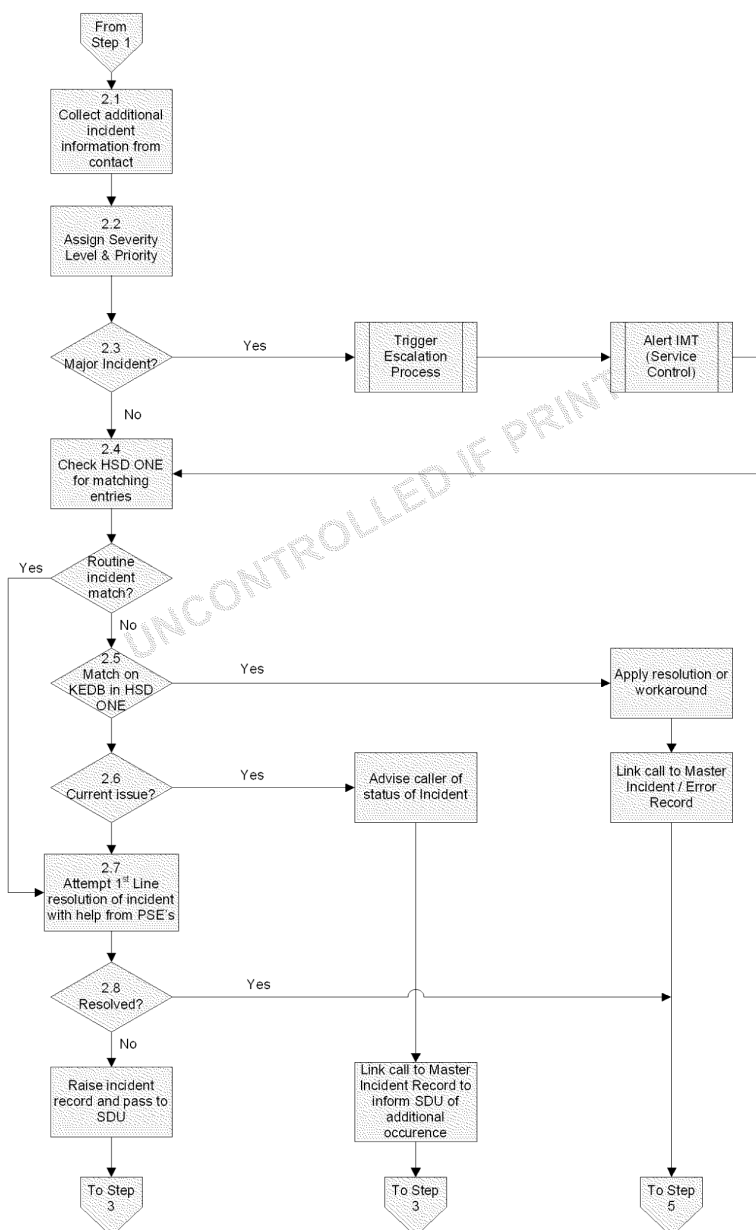 From
Step 1
2.1
Collect additional
incident
information from
contact
2.2
Assign Severity
Level & Priority
2.3
Major Incident?
Yes
Trigger
Escalation
Process
Alert IMT
(Service
Control)
No
2.4
Check HSD ONE
for matching
entries
UNCONTROLLED IF PRINT
Routine
incident
match?
Yes
No
2.5
Match on
KEDB in HSD
ONE
Yes
Apply resolution or
workaround
Link call to Master
Incident / Error
Record
2.6
Current issue?
Yes
Advise caller of
status of Incident
2.7
Attempt 1st Line
resolution of incident
with help from PSE's
2.8
Resolved?
Yes
No
Raise incident
record and pass to
SDU
Link call to Master
Incident Record to
inform SDU of
additional
occurence
To Step
3
To Step
3
To Step
5